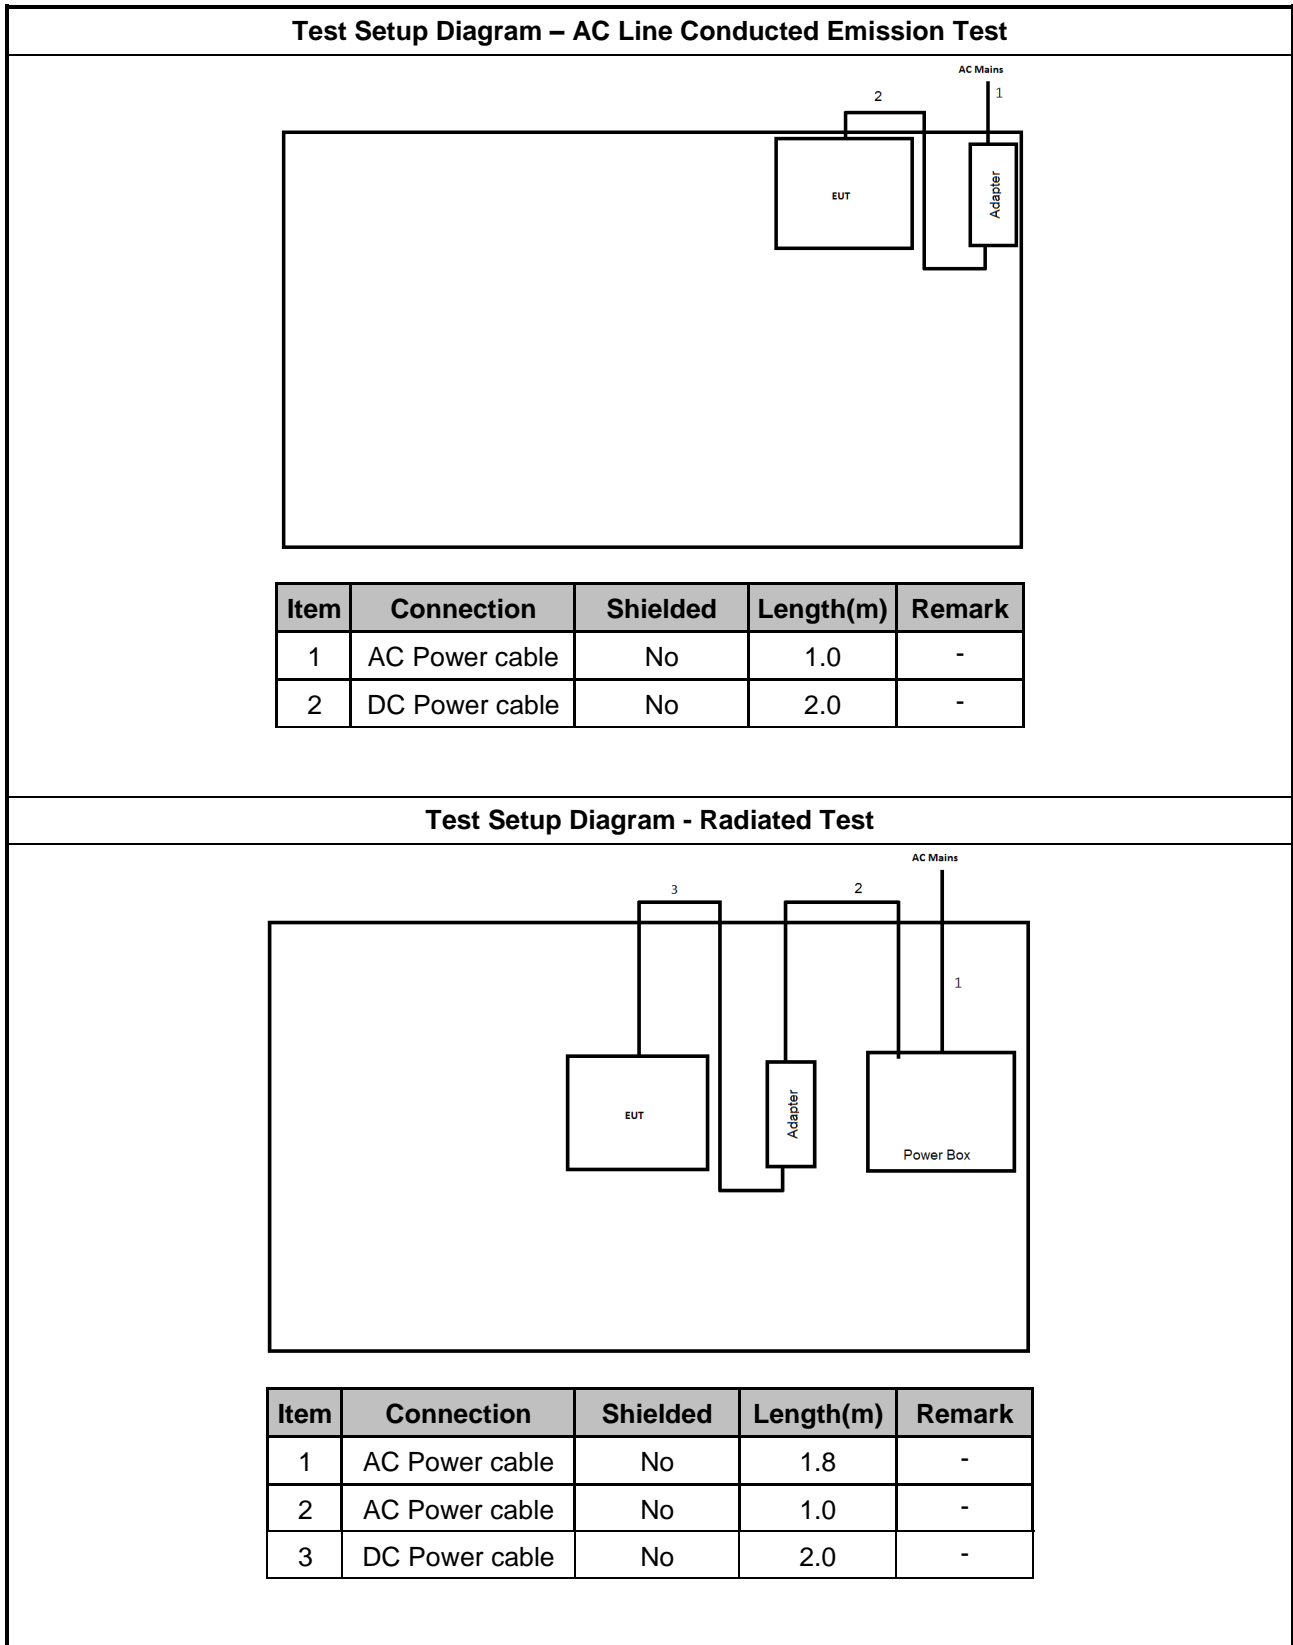 Test Setup Diagram – AC Line Conducted Emission Test
AC Mains
1
2
EUT
Adapter
Item Connection Shielded Length(m) Remark
1 AC Power cable No 1.0 -
2 DC Power cable No 2.0 -
Test Setup Diagram - Radiated Test
AC Mains
3
2
1
EUT
Adapter
Power Box
Item Connection Shielded Length(m) Remark
1 AC Power cable No 1.8 -
2 AC Power cable No 1.0 -
3 DC Power cable No 2.0 -